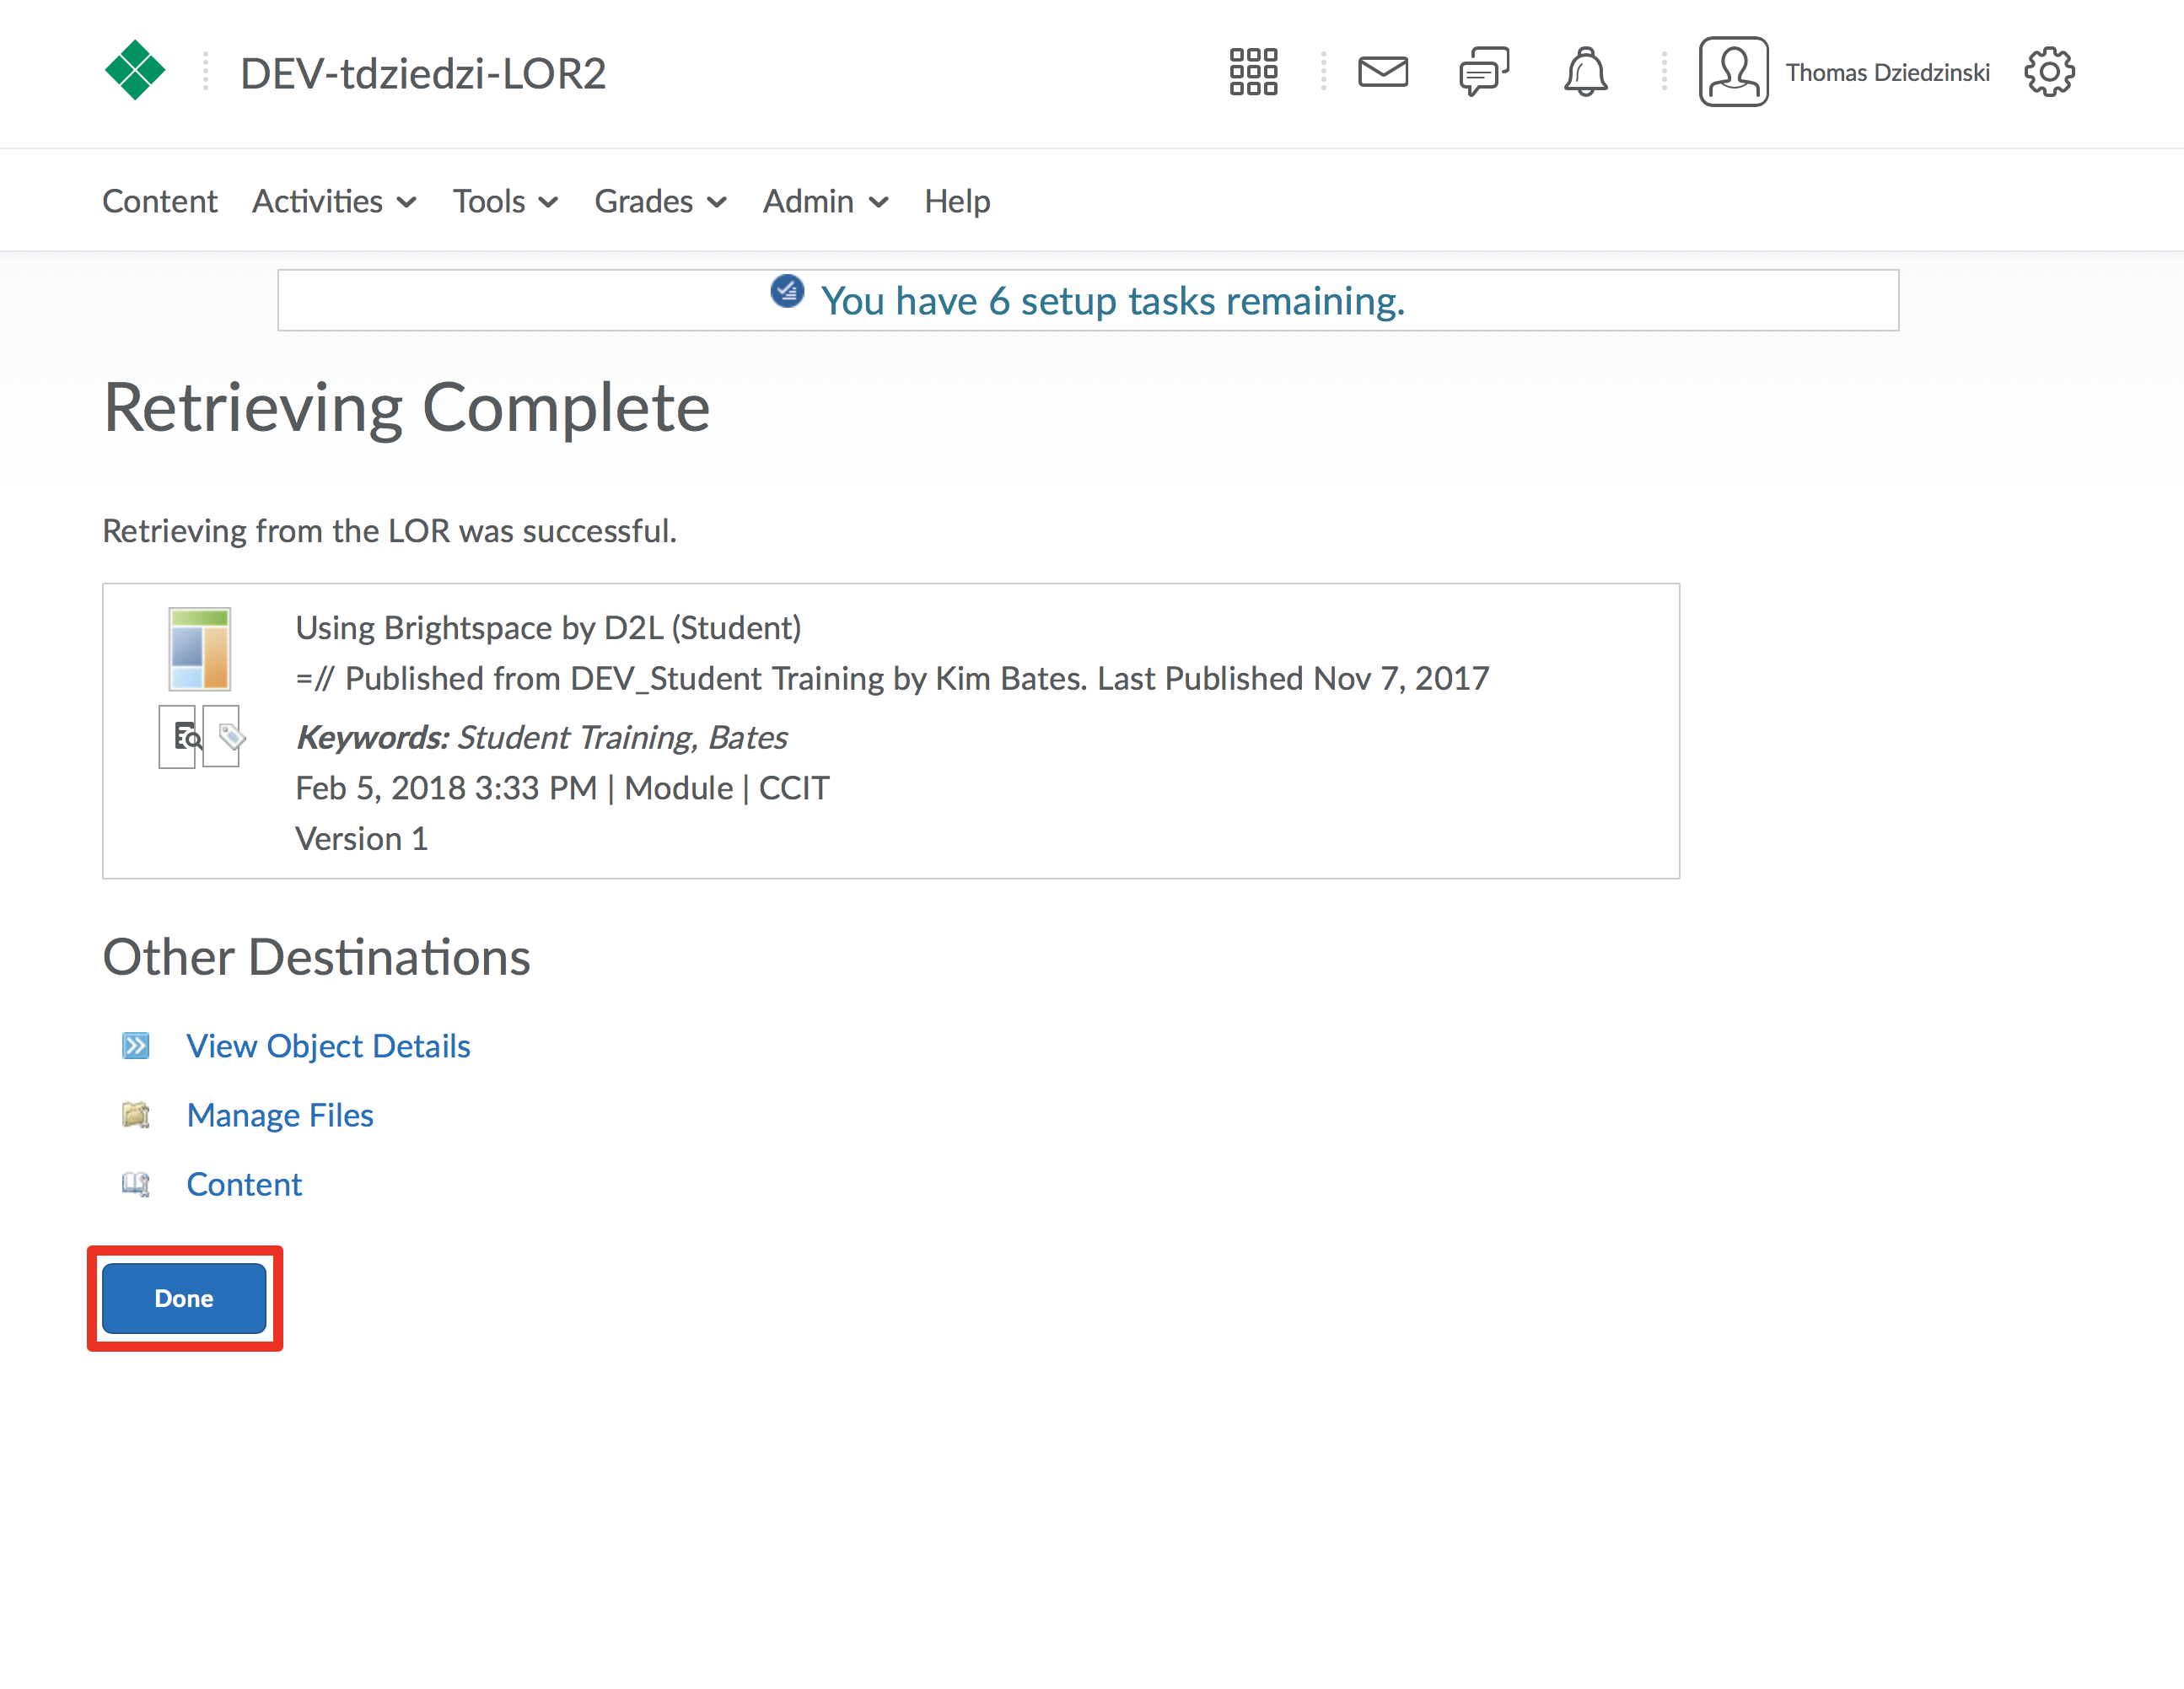 DEV-tdziedzi-LOR2
Thomas Dziedzinski
Content Activities Tools Grades Admin Help
You have 6 setup tasks remaining.
Retrieving Complete
Retrieving from the LOR was successful.
Using Brightspace by D2L (Student)
=// Published from DEV_Student Training by Kim Bates. Last Published Nov 7, 2017
Keywords: Student Training, Bates
Feb 5, 2018 3:33 PM | Module | CCIT
Version 1
Other Destinations
View Object Details
Manage Files
Content
Done